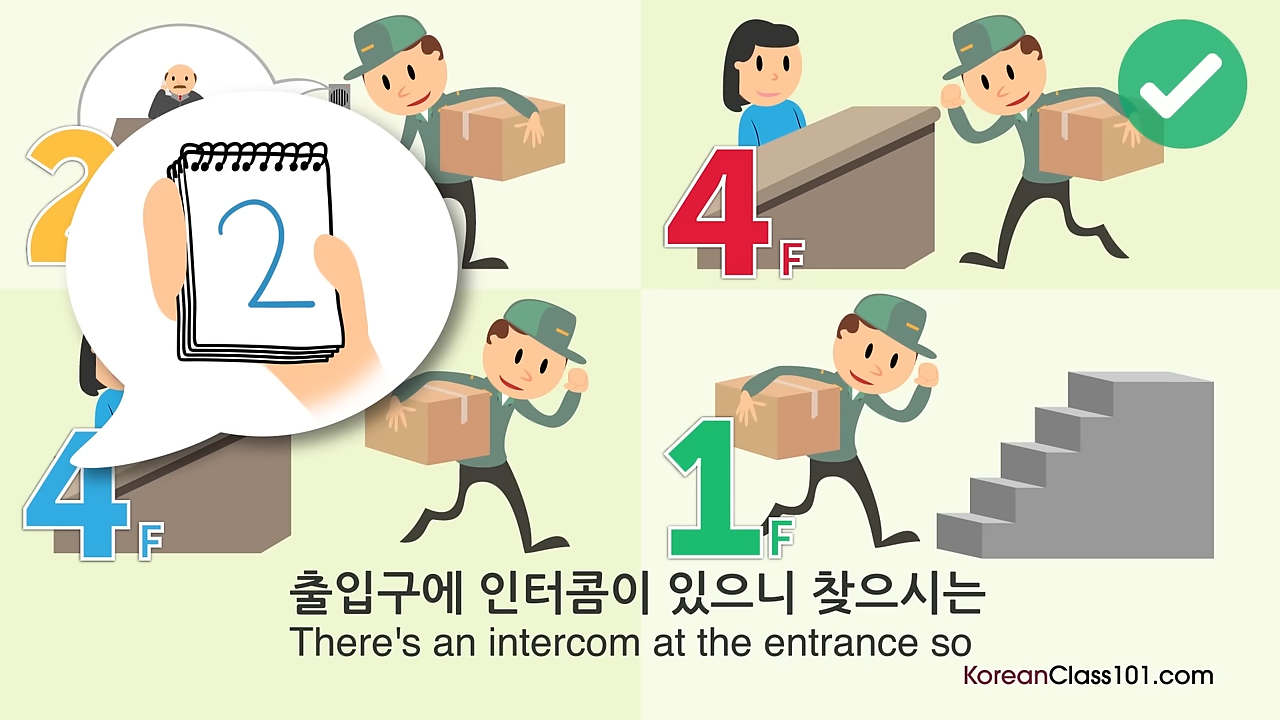 2
2
4 F
4 F
1 F
출입구에 인터콤이 있으니 찾으시는
There's an intercom at the entrance so
KoreanClass101.com